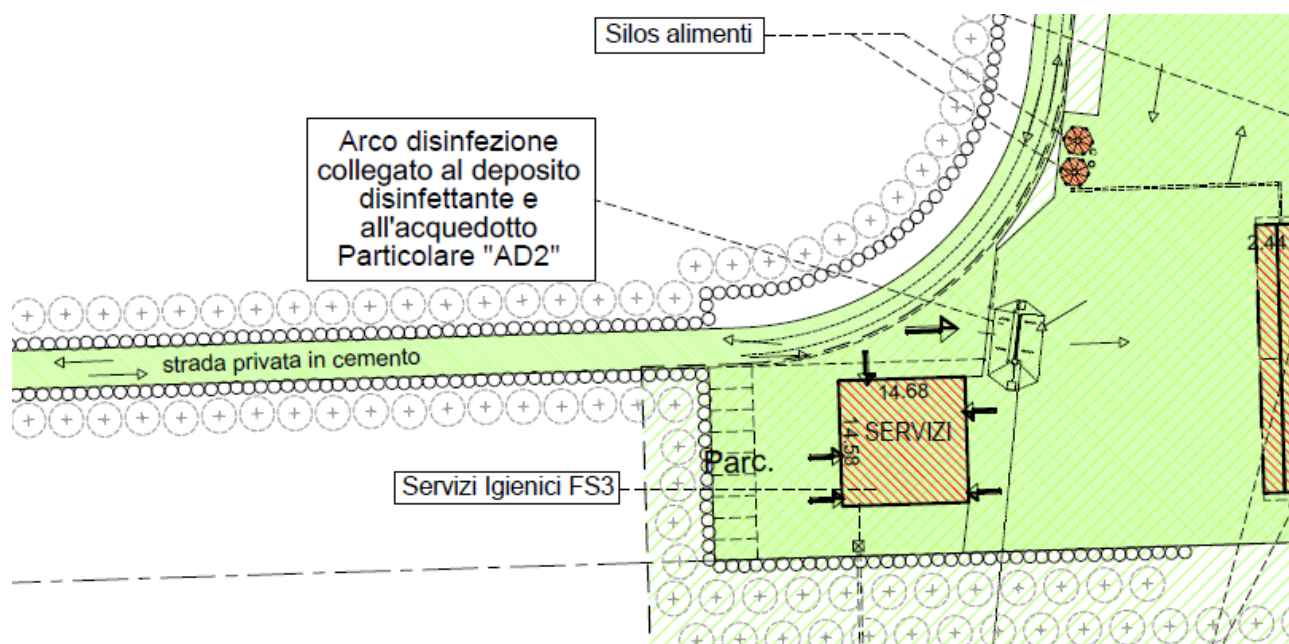 Silos alimenti
Arco disinfezione
collegato al deposito
disinfettante e
all'acquedotto
Particolare "AD2"
2.44
strada privata in cemento
14.68
14.58
SERVIZI
Parc.
Servizi Igienici FS3